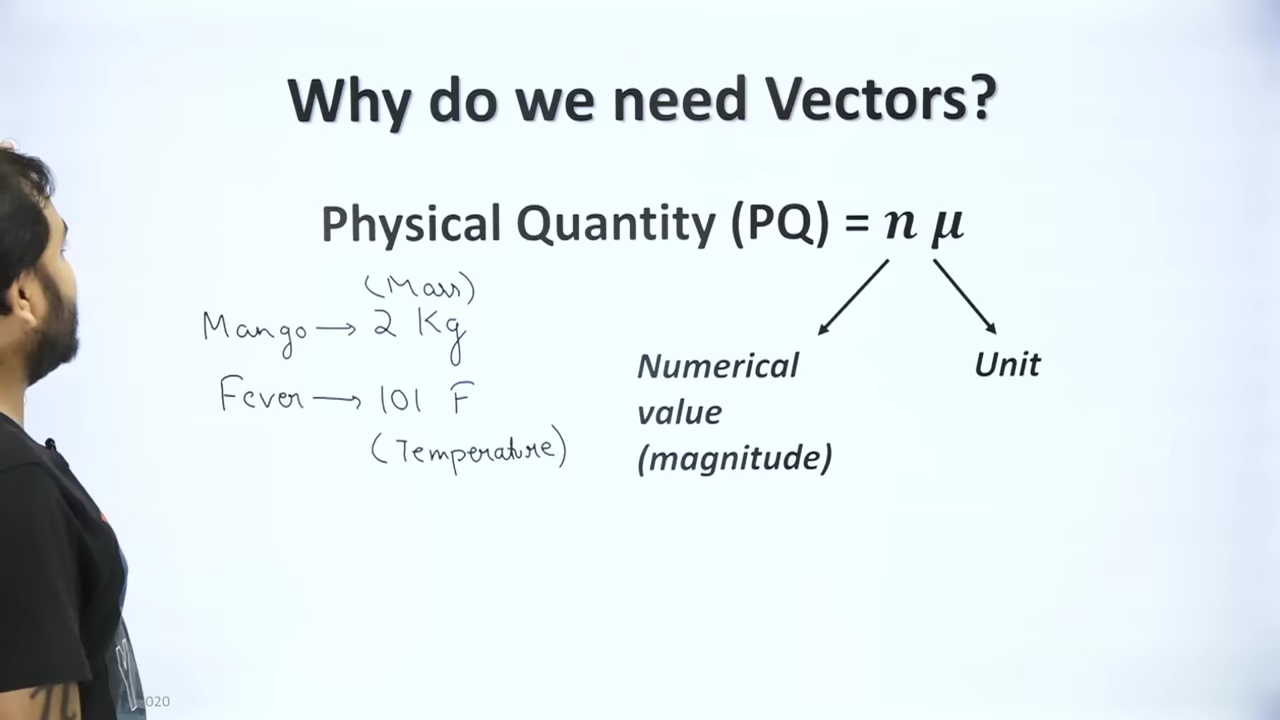 Why do we need Vectors?
Physical Quantity (PQ) = n μ
(Mass)
Mango → 2 Kg
Fever → 101 F
(Temperature)
Numerical
value
(magnitude)
Unit
020